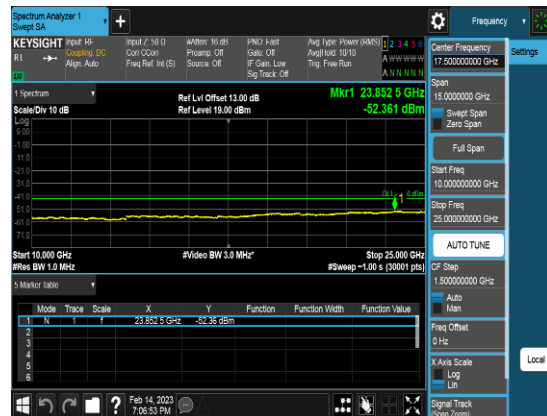 Spectrum Analyzer 1
Swept SA
+
Frequency
KEYSIGHT Input: RF
R1
Coupling: DC
Align: Auto
LXI
Input Z: 50 Ω
Corr CCorr
Freq Ref: Int (S)
#Atten: 16 dB
Preamp: Off
Source: Off
PNO: Fast
Gate: Off
IF Gain: Low
Sig Track: Off
Avg Type: Power (RMS)
Avg|Hold: 10/10
Trig: Free Run
1 2 3 4 5 6
A W W W W W
A N N N N N
Center Frequency
17.500000000 GHz
Settings
Span
15.0000000 GHz
Swept Span
Zero Span
Full Span
Start Freq
10.000000000 GHz
Stop Freq
25.000000000 GHz
AUTO TUNE
CF Step
1.500000000 GHz
Auto
Man
Freq Offset
0 Hz
X Axis Scale
Log
Lin
Local
Signal Track
(Span Zoom)
1 Spectrum
Scale/Div 10 dB
Log
Ref Lvl Offset 13.00 dB
Ref Level 19.00 dBm
Mkr1 23.852 5 GHz
-52.361 dBm
9.00
-1.00
-11.0
-21.0
-31.0
-41.0
-51.0
-61.0
-71.0
1
Start 10.000 GHz
#Res BW 1.0 MHz
#Video BW 3.0 MHz*
Stop 25.000 GHz
#Sweep ~1.00 s (30001 pts)
5 Marker Table
Mode Trace Scale X Y Function Function Width Function Value
1 N 1 f 23.852 5 GHz -52.36 dBm
2
3
4
5
6
?
Feb 14, 2023
7:06:53 PM